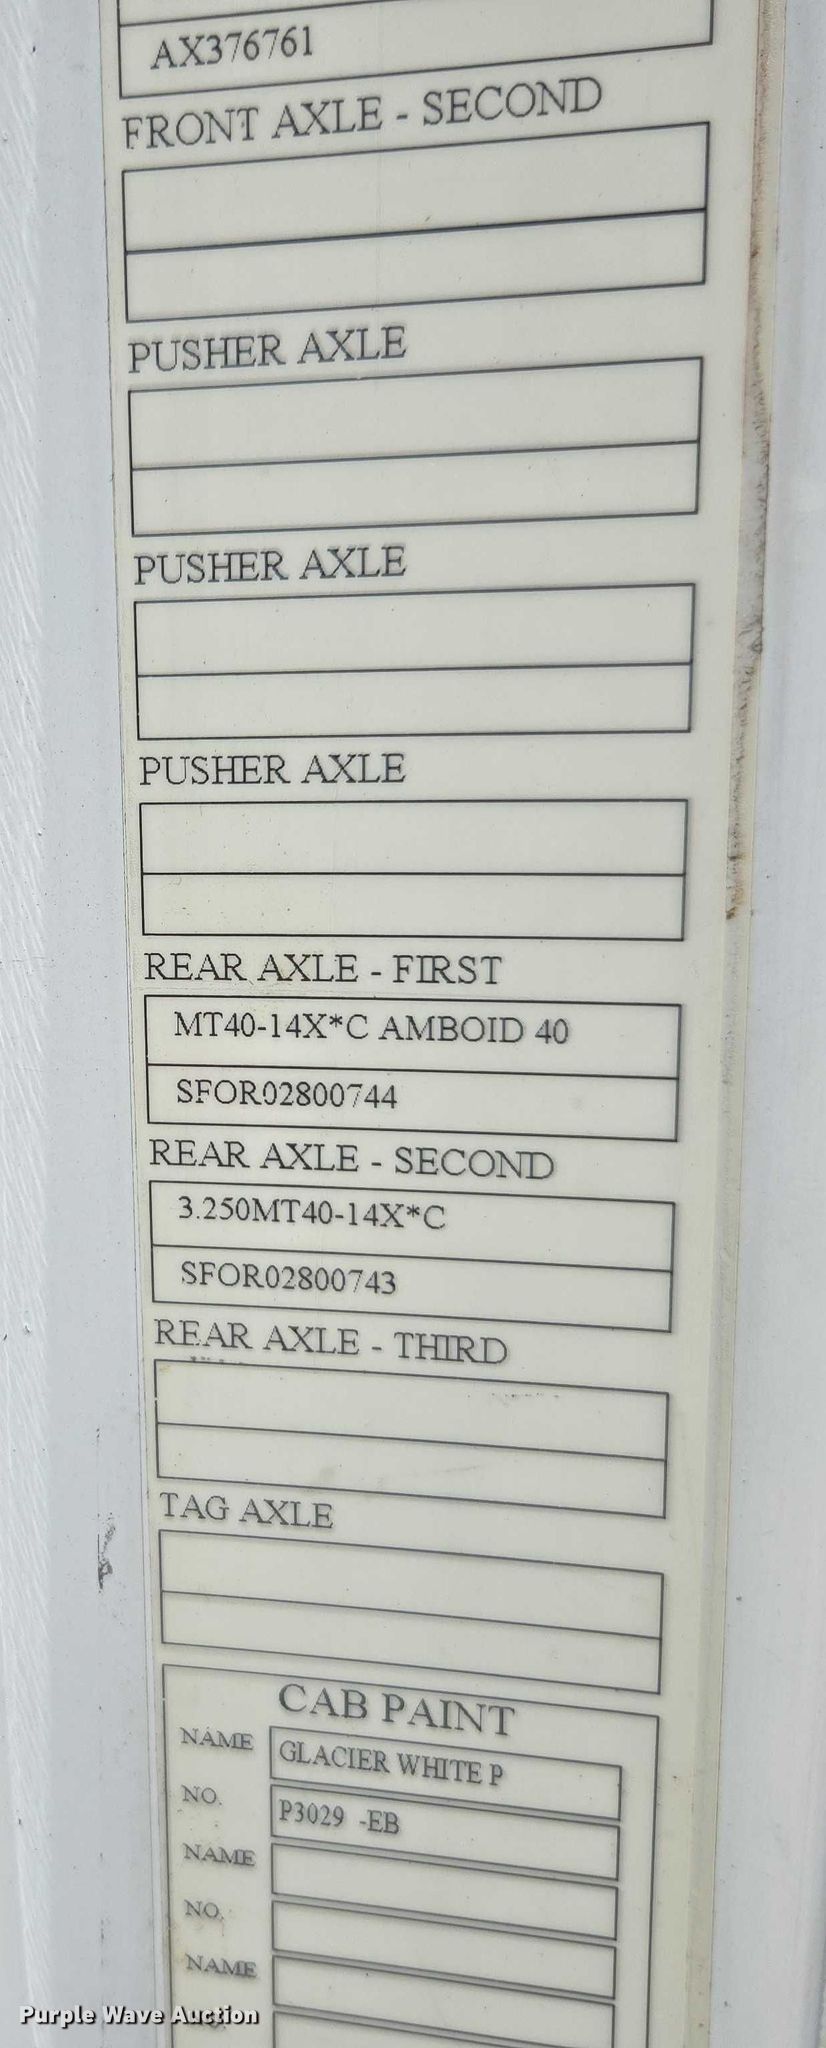 AX376761
FRONT AXLE - SECOND
PUSHER AXLE
PUSHER AXLE
PUSHER AXLE
REAR AXLE - FIRST
MT40-14X*C AMBOID 40
SFOR02800744
REAR AXLE - SECOND
3.250MT40-14X*C
SFOR02800743
REAR AXLE - THIRD
TAG AXLE
CAB PAINT
NAME GLACIER WHITE P
NO. P3029 -EB
NAME
NO.
NAME
NO.
Purple Wave Auction